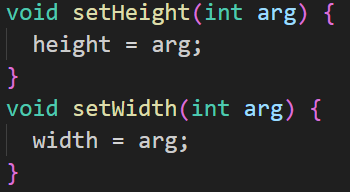 void setHeight(int arg) {
  height = arg;
}
void setWidth(int arg) {
  width = arg;
}